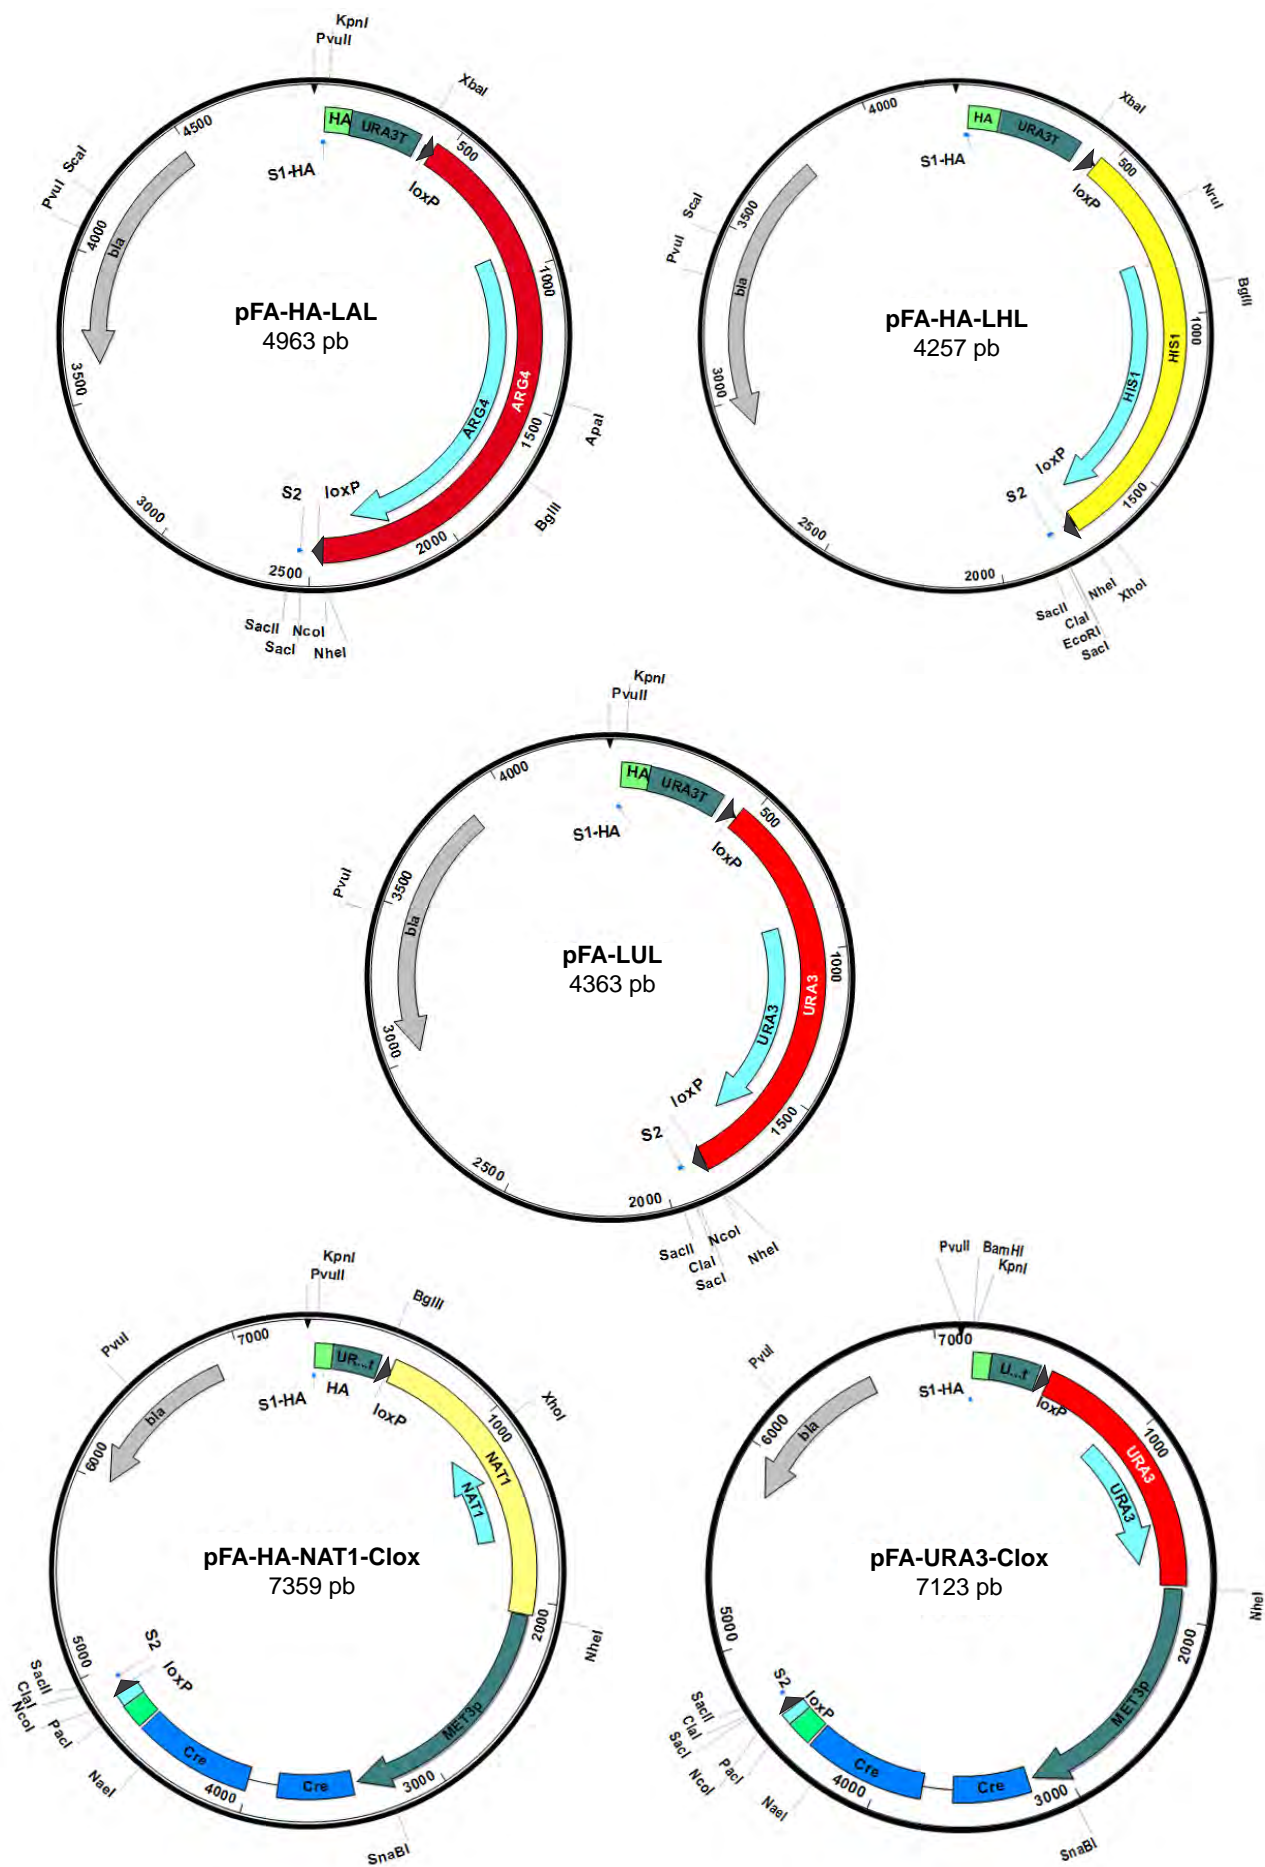 KpnI
PvuII
XbaI
4500
HA
URA3T
500
S1-HA
loxP
ScaI
PvuI
4000
bla
1000
pFA-HA-LAL
4963 pb
3500
ARG4
ARG4
1500
ApaI
S2
loxP
BglII
3000
2000
2500
SacII
NcoI
SacI
NheI
XbaI
4000
HA
URA3T
500
S1-HA
loxP
NruI
ScaI
3500
PvuI
bla
BglII
pFA-HA-LHL
4257 pb
1000
HIS1
HIS1
3000
loxP
S2
1500
2500
2000
XhoI
NheI
SacII
ClaI
EcoRI
SacI
KpnI
PvuII
4000
HA
URA3T
500
S1-HA
loxP
PvuI
3500
bla
pFA-LUL
4363 pb
1000
URA3
URA3
3000
loxP
S2
1500
2500
2000
SacII
NcoI
ClaI
NheI
SacI
KpnI
PvuII
BglII
7000
PvuI
UR...t
S1-HA
HA
loxP
bla
XhoI
1000
6000
NAT1
NAT1
pFA-HA-NAT1-Clox
7359 pb
2000
NheI
5000
S2
loxP
SacII
ClaI
NcoI
PacI
NaeI
MET3p
Cre
Cre
4000
3000
SnaBI
PvuII
BamHI
KpnI
7000
PvuI
U...t
S1-HA
loxP
bla
6000
1000
URA3
URA3
pFA-URA3-Clox
7123 pb
NheI
5000
2000
S2
loxP
SacII
ClaI
SacI
NcoI
PacI
NaeI
MET3p
Cre
Cre
4000
3000
SnaBI